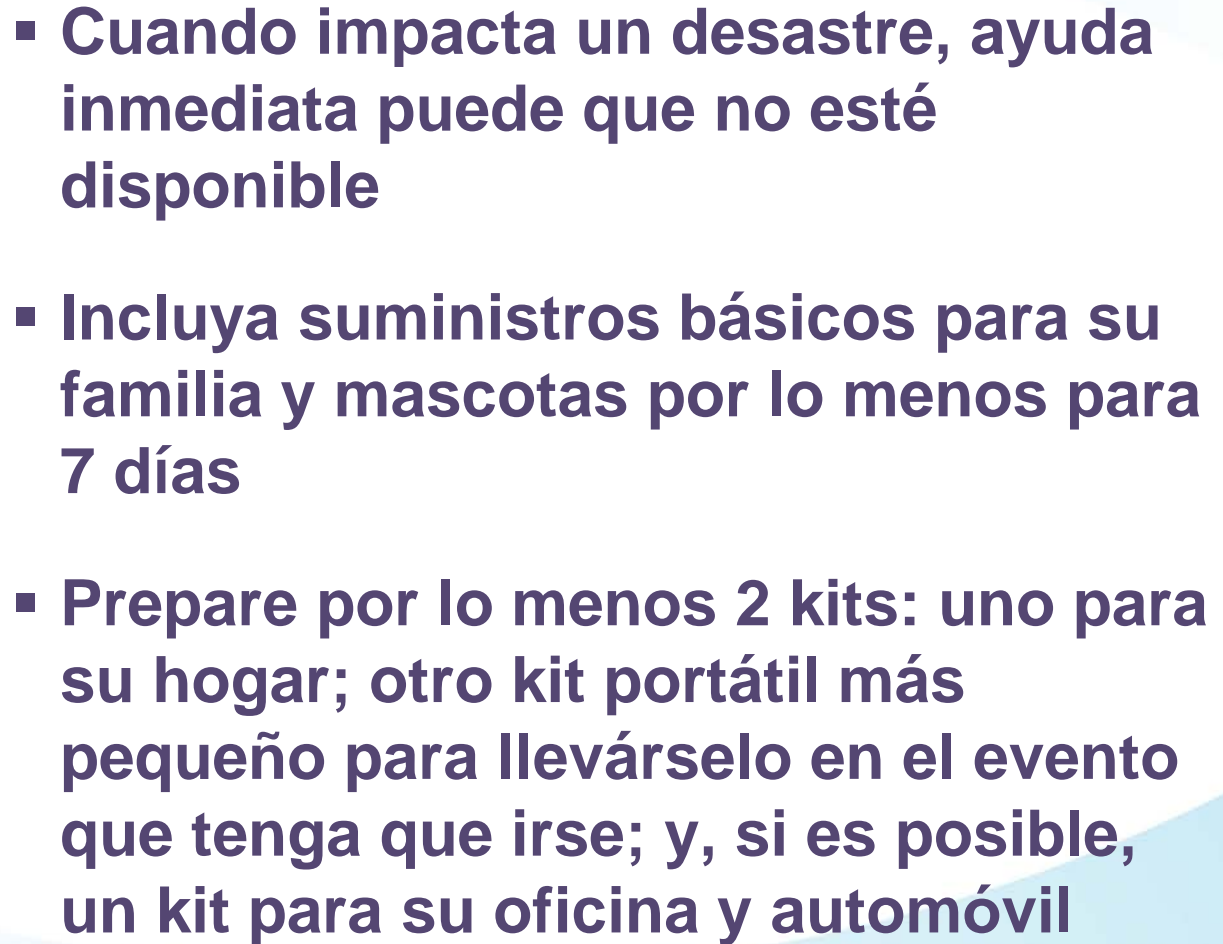 ▪ Cuando impacta un desastre, ayuda
inmediata puede que no esté
disponible
▪ Incluya suministros básicos para su
familia y mascotas por lo menos para
7 días
▪ Prepare por lo menos 2 kits: uno para
su hogar; otro kit portátil más
pequeño para llevárselo en el evento
que tenga que irse; y, si es posible,
un kit para su oficina y automóvil